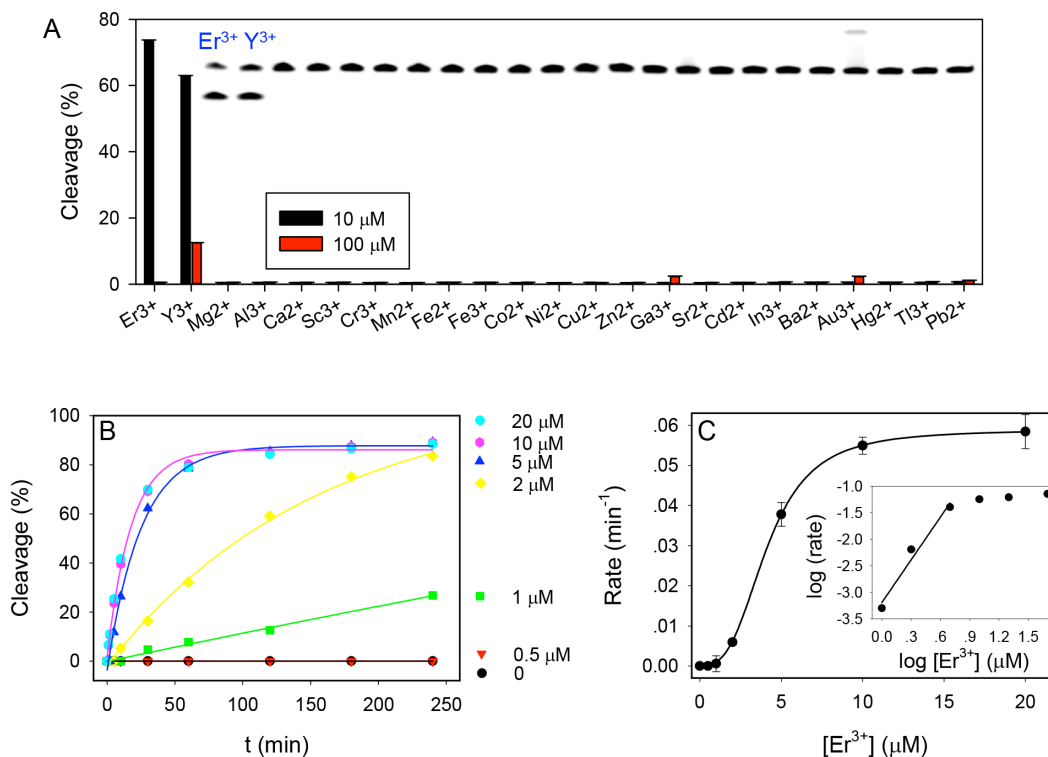 A
Er³⁺ Y³⁺
Cleavage (%)
80
60
40
20
0
10 μM
100 μM
Er3+ Y3+ Mg2+ Al3+ Ca2+ Sc3+ Cr3+ Mn2+ Fe2+ Fe3+ Co2+ Ni2+ Cu2+ Zn2+ Ga3+ Sr2+ Cd2+ In3+ Ba2+ Au3+ Hg2+ Tl3+ Pb2+
B
Cleavage (%)
100
80
60
40
20
0
0 50 100 150 200 250
t (min)
20 μM
10 μM
5 μM
2 μM
1 μM
0.5 μM
0
C
Rate (min⁻¹)
.06
.05
.04
.03
.02
.01
0.00
0 5 10 15 20
[Er³⁺] (μM)
log (rate)
-1.0
-1.5
-2.0
-2.5
-3.0
-3.5
0.0 .3 .6 .9 1.2 1.5
log [Er³⁺] (μM)